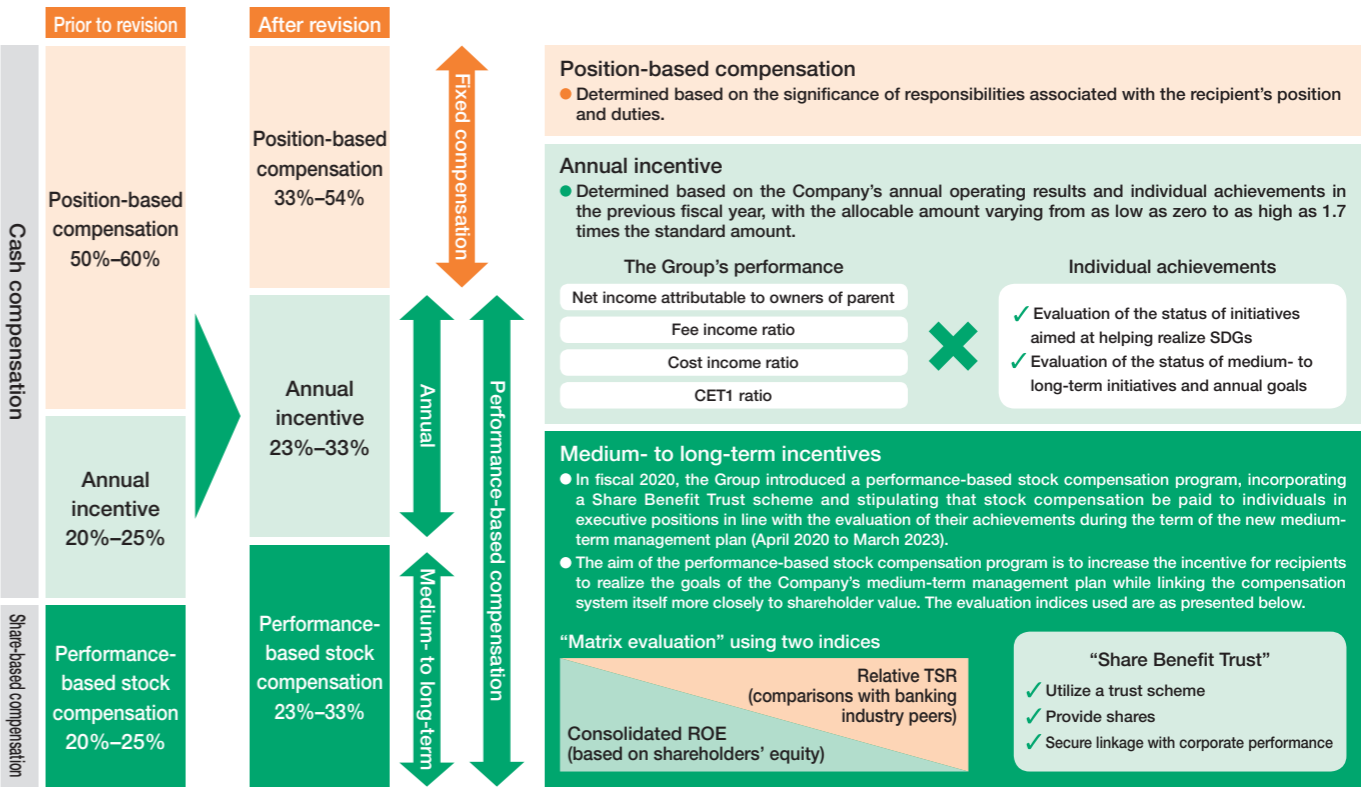 Prior to revision
After revision
Cash compensation
Share-based compensation
Position-based
compensation
50%–60%
Annual
incentive
20%–25%
Performance-
based stock
compensation
20%–25%
Position-based
compensation
33%–54%
Annual
incentive
23%–33%
Performance-
based stock
compensation
23%–33%
Fixed compensation
Annual
Medium- to long-term
Performance-based compensation
Position-based compensation
● Determined based on the significance of responsibilities associated with the recipient’s position
and duties.
Annual incentive
● Determined based on the Company’s annual operating results and individual achievements in
the previous fiscal year, with the allocable amount varying from as low as zero to as high as 1.7
times the standard amount.
The Group’s performance
Net income attributable to owners of parent
Fee income ratio
Cost income ratio
CET1 ratio
Individual achievements
✓ Evaluation of the status of initiatives
aimed at helping realize SDGs
✓ Evaluation of the status of medium- to
long-term initiatives and annual goals
Medium- to long-term incentives
● In fiscal 2020, the Group introduced a performance-based stock compensation program, incorporating
a Share Benefit Trust scheme and stipulating that stock compensation be paid to individuals in
executive positions in line with the evaluation of their achievements during the term of the new medium-
term management plan (April 2020 to March 2023).
● The aim of the performance-based stock compensation program is to increase the incentive for recipients
to realize the goals of the Company’s medium-term management plan while linking the compensation
system itself more closely to shareholder value. The evaluation indices used are as presented below.
“Matrix evaluation” using two indices
Relative TSR
(comparisons with banking
industry peers)
Consolidated ROE
(based on shareholders’ equity)
“Share Benefit Trust”
✓ Utilize a trust scheme
✓ Provide shares
✓ Secure linkage with corporate performance